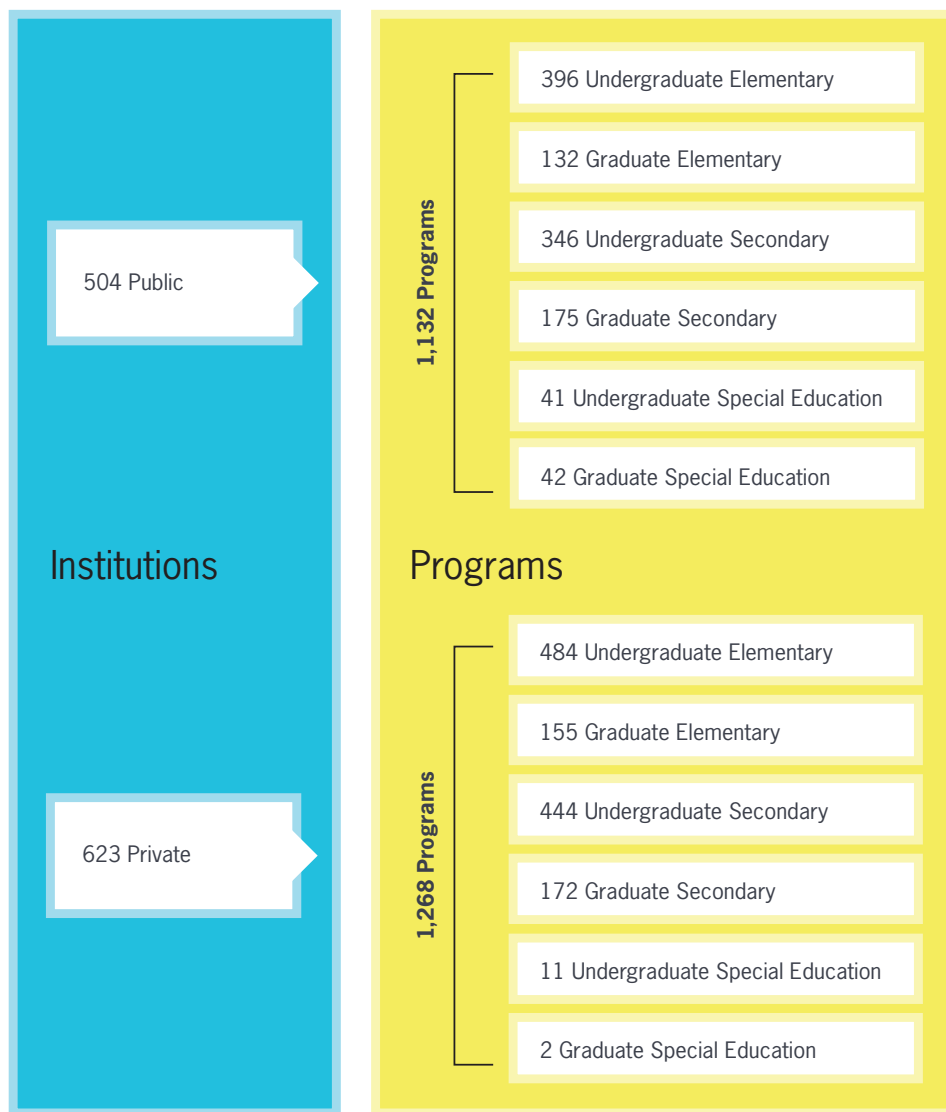 Institutions
504 Public
623 Private
Programs
1,132 Programs
396 Undergraduate Elementary
132 Graduate Elementary
346 Undergraduate Secondary
175 Graduate Secondary
41 Undergraduate Special Education
42 Graduate Special Education
1,268 Programs
484 Undergraduate Elementary
155 Graduate Elementary
444 Undergraduate Secondary
172 Graduate Secondary
11 Undergraduate Special Education
2 Graduate Special Education